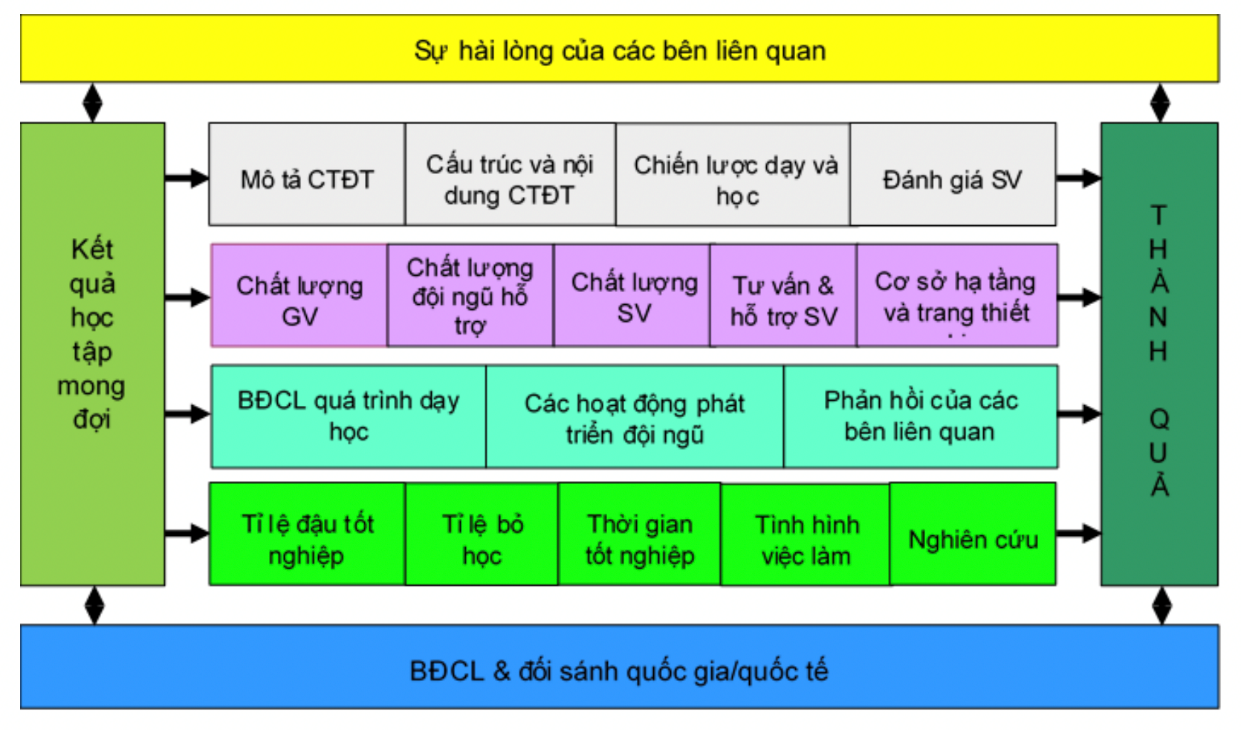 Sự hài lòng của các bên liên quan
Kết
quả
học
tập
mong
đợi
Mô tả CTĐT
Cấu trúc và nội
dung CTĐT
Chiến lược dạy và
học
Đánh giá SV
Chất lượng
GV
Chất lượng
đội ngũ hỗ
trợ
Chất lượng
SV
Tư vấn &
hỗ trợ SV
Cơ sở hạ tầng
và trang thiết
BĐCL quá trình dạy
học
Các hoạt động phát
triển đội ngũ
Phản hồi của các
bên liên quan
Tỉ lệ đậu tốt
nghiệp
Tỉ lệ bỏ
học
Thời gian
tốt nghiệp
Tình hình
việc làm
Nghiên cứu
T
H
À
N
H
Q
U
Ả
BĐCL & đối sánh quốc gia/quốc tế